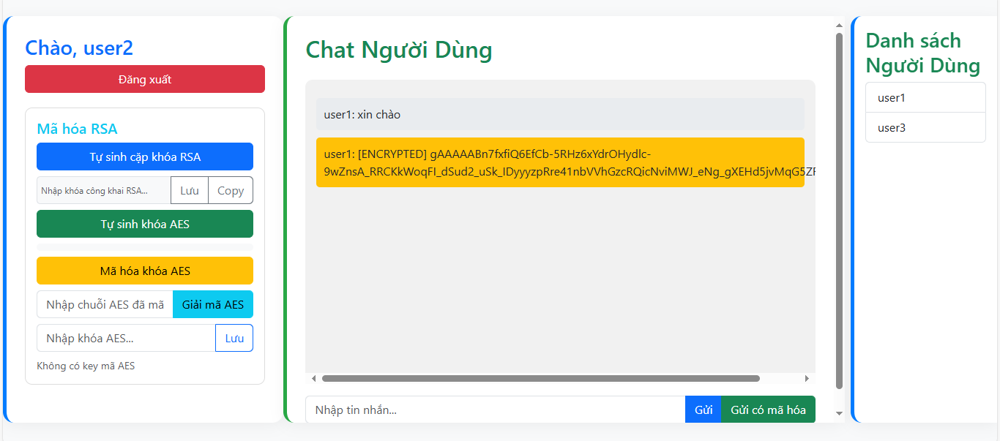 Chào, user2
Đăng xuất
Mã hóa RSA
Tự sinh cặp khóa RSA
Nhập khóa công khai RSA...
Lưu
Copy
Tự sinh khóa AES
Mã hóa khóa AES
Nhập chuỗi AES đã mã
Giải mã AES
Nhập khóa AES...
Lưu
Không có key mã AES
Chat Người Dùng
user1: xin chào
user1: [ENCRYPTED] gAAAAABn7fxfiQ6EfCb-5RHz6xYdrOHydlc-
9wZnsA_RRCKkWoqFI_dSud2_uSk_IDyyyzpRre41nbVVhGzcRQicNviMWJ_eNg_gXEHd5jvMqG5ZF
Nhập tin nhắn...
Gửi
Gửi có mã hóa
Danh sách
Người Dùng
user1
user3